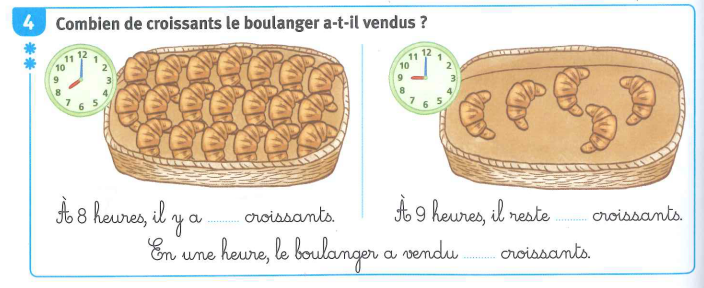 4 Combien de croissants le boulanger a-t-il vendus ?
11 12 1
10 2
9 3
8 4
7 6 5
11 12 1
10 2
9 3
8 4
7 6 5
À 8 heures, il y a .......... croissants.
À 9 heures, il reste .......... croissants.
En une heure, le boulanger a vendu .......... croissants.